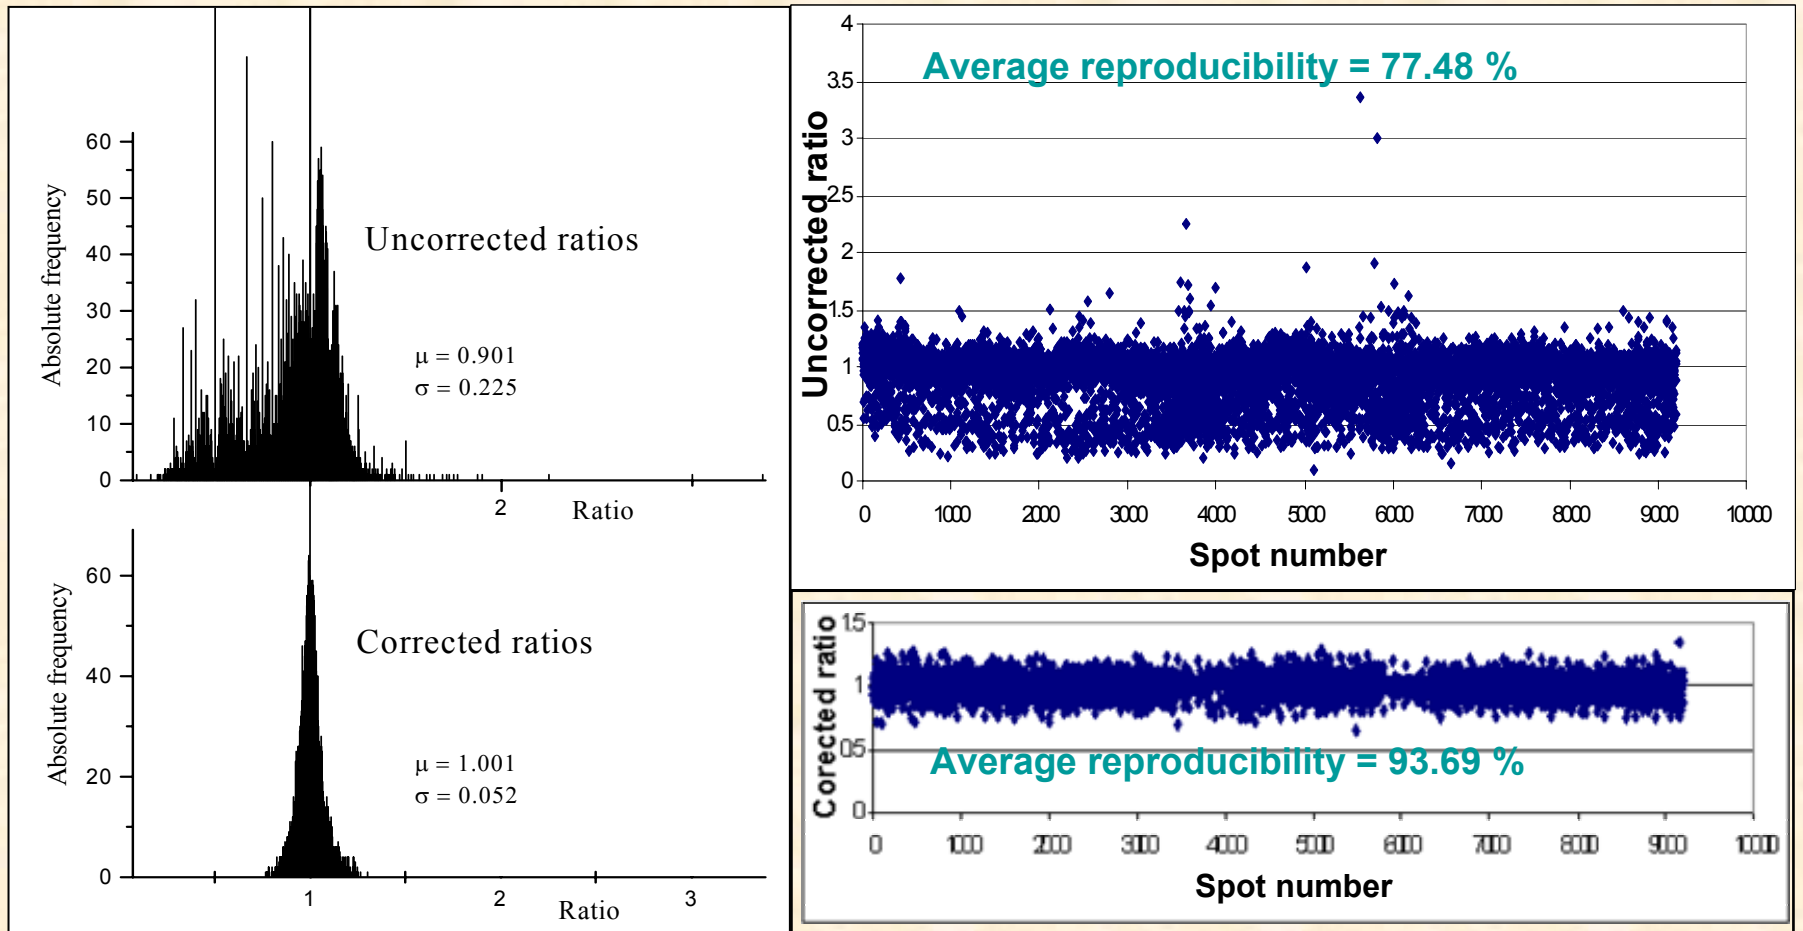 60
50
40
30
20
10
0
Absolute frequency
Uncorrected ratios
μ = 0.901
σ = 0.225
2
Ratio
60
40
20
0
Absolute frequency
Corrected ratios
μ = 1.001
σ = 0.052
1 2 3
Ratio
Average reproducibility = 77.48 %
Uncorrected ratio
4
3.5
3
2.5
2
1.5
1
0.5
0
0 1000 2000 3000 4000 5000 6000 7000 8000 9000 10000
Spot number
Corected ratio
1.5
1
0.5
0
Average reproducibility = 93.69 %
0 1000 2000 3000 4000 5000 6000 7000 8000 9000 10000
Spot number